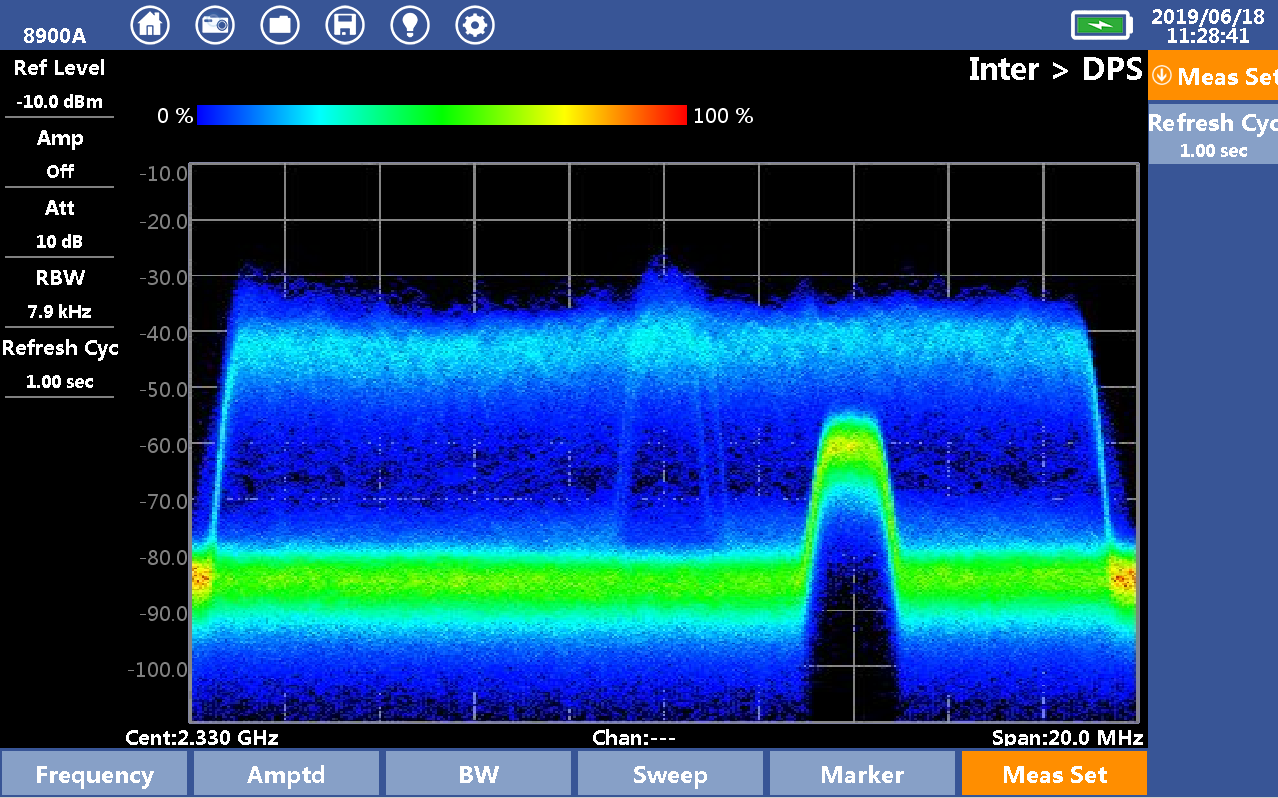 8900A
2019/06/18
11:28:41
Ref Level
-10.0 dBm
Amp
Off
Att
10 dB
RBW
7.9 kHz
Refresh Cyc
1.00 sec
Inter > DPS
0 %
100 %
-10.0
-20.0
-30.0
-40.0
-50.0
-60.0
-70.0
-80.0
-90.0
-100.0
Cent:2.330 GHz
Chan:---
Span:20.0 MHz
Meas Set
Refresh Cyc
1.00 sec
Frequency
Amptd
BW
Sweep
Marker
Meas Set